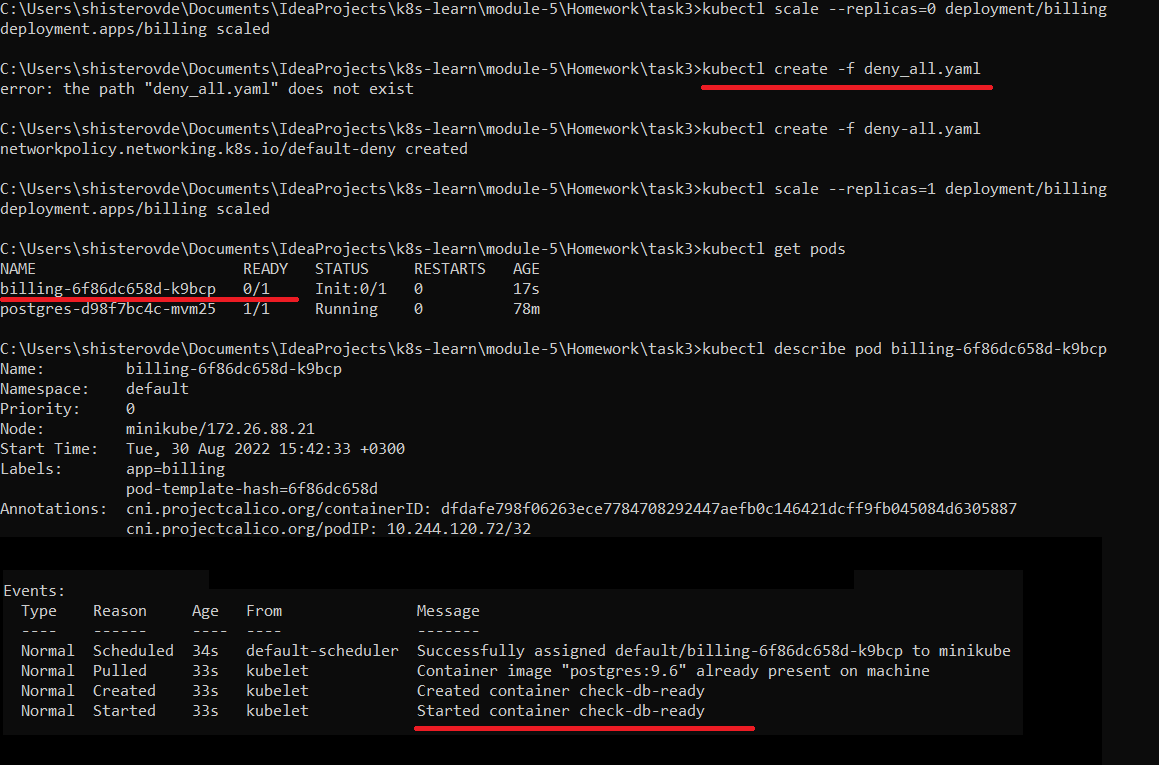 C:\Users\shisterovde\Documents\IdeaProjects\k8s-learn\module-5\Homework\task3>kubectl scale --replicas=0 deployment/billing
deployment.apps/billing scaled
C:\Users\shisterovde\Documents\IdeaProjects\k8s-learn\module-5\Homework\task3>kubectl create -f deny_all.yaml
error: the path "deny_all.yaml" does not exist
C:\Users\shisterovde\Documents\IdeaProjects\k8s-learn\module-5\Homework\task3>kubectl create -f deny-all.yaml
networkpolicy.networking.k8s.io/default-deny created
C:\Users\shisterovde\Documents\IdeaProjects\k8s-learn\module-5\Homework\task3>kubectl scale --replicas=1 deployment/billing
deployment.apps/billing scaled
C:\Users\shisterovde\Documents\IdeaProjects\k8s-learn\module-5\Homework\task3>kubectl get pods
NAME READY STATUS RESTARTS AGE
billing-6f86dc658d-k9bcp 0/1 Init:0/1 0 17s
postgres-d98f7bc4c-mvm25 1/1 Running 0 78m
C:\Users\shisterovde\Documents\IdeaProjects\k8s-learn\module-5\Homework\task3>kubectl describe pod billing-6f86dc658d-k9bcp
Name: billing-6f86dc658d-k9bcp
Namespace: default
Priority: 0
Node: minikube/172.26.88.21
Start Time: Tue, 30 Aug 2022 15:42:33 +0300
Labels: app=billing
pod-template-hash=6f86dc658d
Annotations: cni.projectcalico.org/containerID: dfdafe798f06263ece7784708292447aefb0c146421dcff9fb045084d6305887
cni.projectcalico.org/podIP: 10.244.120.72/32
Events:
Type Reason Age From Message
---- ------ ---- ---- -------
Normal Scheduled 34s default-scheduler Successfully assigned default/billing-6f86dc658d-k9bcp to minikube
Normal Pulled 33s kubelet Container image "postgres:9.6" already present on machine
Normal Created 33s kubelet Created container check-db-ready
Normal Started 33s kubelet Started container check-db-ready